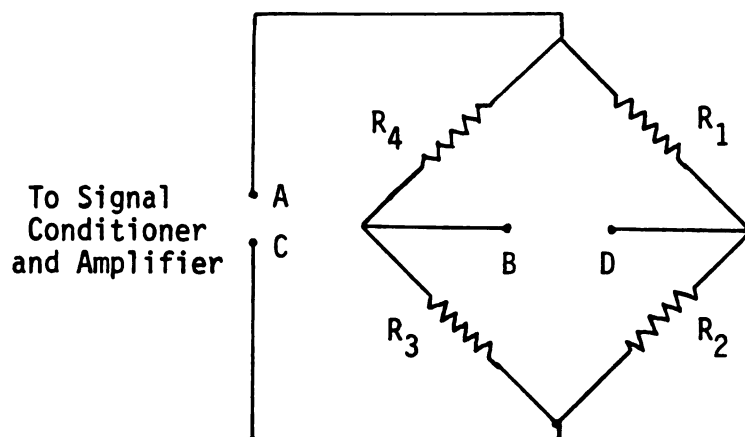 R4
R1
To Signal
Conditioner
and Amplifier
A
C
B
D
R3
R2